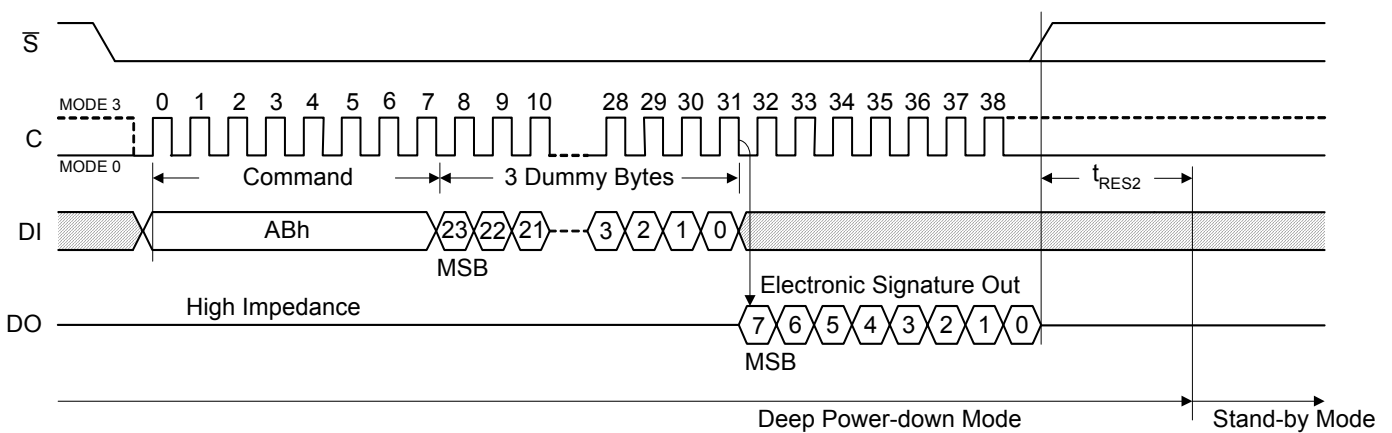 S̅
MODE 3 0 1 2 3 4 5 6 7 8 9 10 28 29 30 31 32 33 34 35 36 37 38
C
MODE 0
Command 3 Dummy Bytes tRES2
DI ABh 23 22 21 3 2 1 0
MSB
Electronic Signature Out
High Impedance
DO 7 6 5 4 3 2 1 0
MSB
Deep Power-down Mode Stand-by Mode